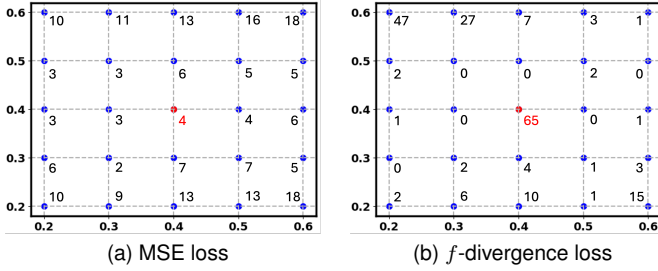 0.6 10 11 13 16 18
0.5 3 3 6 5 5
0.4 3 3 4 4 6
0.3 6 2 7 7 5
0.2 10 9 13 13 18
0.2 0.3 0.4 0.5 0.6
(a) MSE loss
0.6 47 27 7 3 1
0.5 2 0 0 2 0
0.4 1 0 65 0 1
0.3 0 2 4 1 3
0.2 2 6 10 1 15
0.2 0.3 0.4 0.5 0.6
(b) f-divergence loss